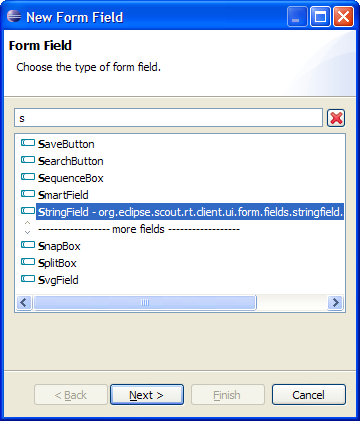 New Form Field
Form Field
Choose the type of form field.
s
SaveButton
SearchButton
SequenceBox
SmartField
StringField - org.eclipse.scout.rt.client.ui.form.fields.stringfield.
------------------ more fields ------------------
SnapBox
SplitBox
SvgField
< Back
Next >
Finish
Cancel